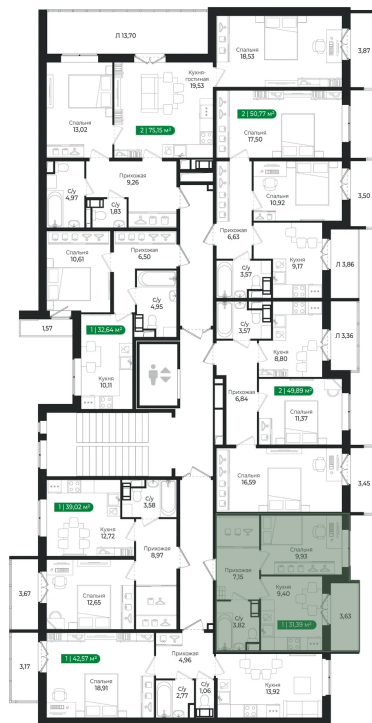 Л 13,70
Спальня
18,53
3,87
Кухня-
гостиная
19,53
Спальня
13,02
2 | 75,15 м²
2 | 50,77 м²
Спальня
17,50
С/у
4,97
Прихожая
9,26
С/у
1,83
Спальня
10,92
3,50
Прихожая
6,63
Спальня
10,61
Прихожая
6,50
С/у
3,57
Кухня
9,17
Л 3,86
С/у
4,95
1,57
1 | 32,64 м²
С/у
3,57
Кухня
8,80
Л 3,36
Кухня
10,11
Прихожая
6,84
2 | 49,89 м²
Спальня
11,37
Спальня
16,59
3,45
1 | 39,02 м²
С/у
3,58
Кухня
12,72
Прихожая
8,97
Спальня
9,93
Прихожая
7,15
Кухня
9,40
3,67
Спальня
12,65
С/у
3,82
1 | 31,39 м²
3,63
3,17
1 | 42,57 м²
Спальня
18,91
Прихожая
4,96
С/у
2,77
С/у
1,06
Кухня
13,92